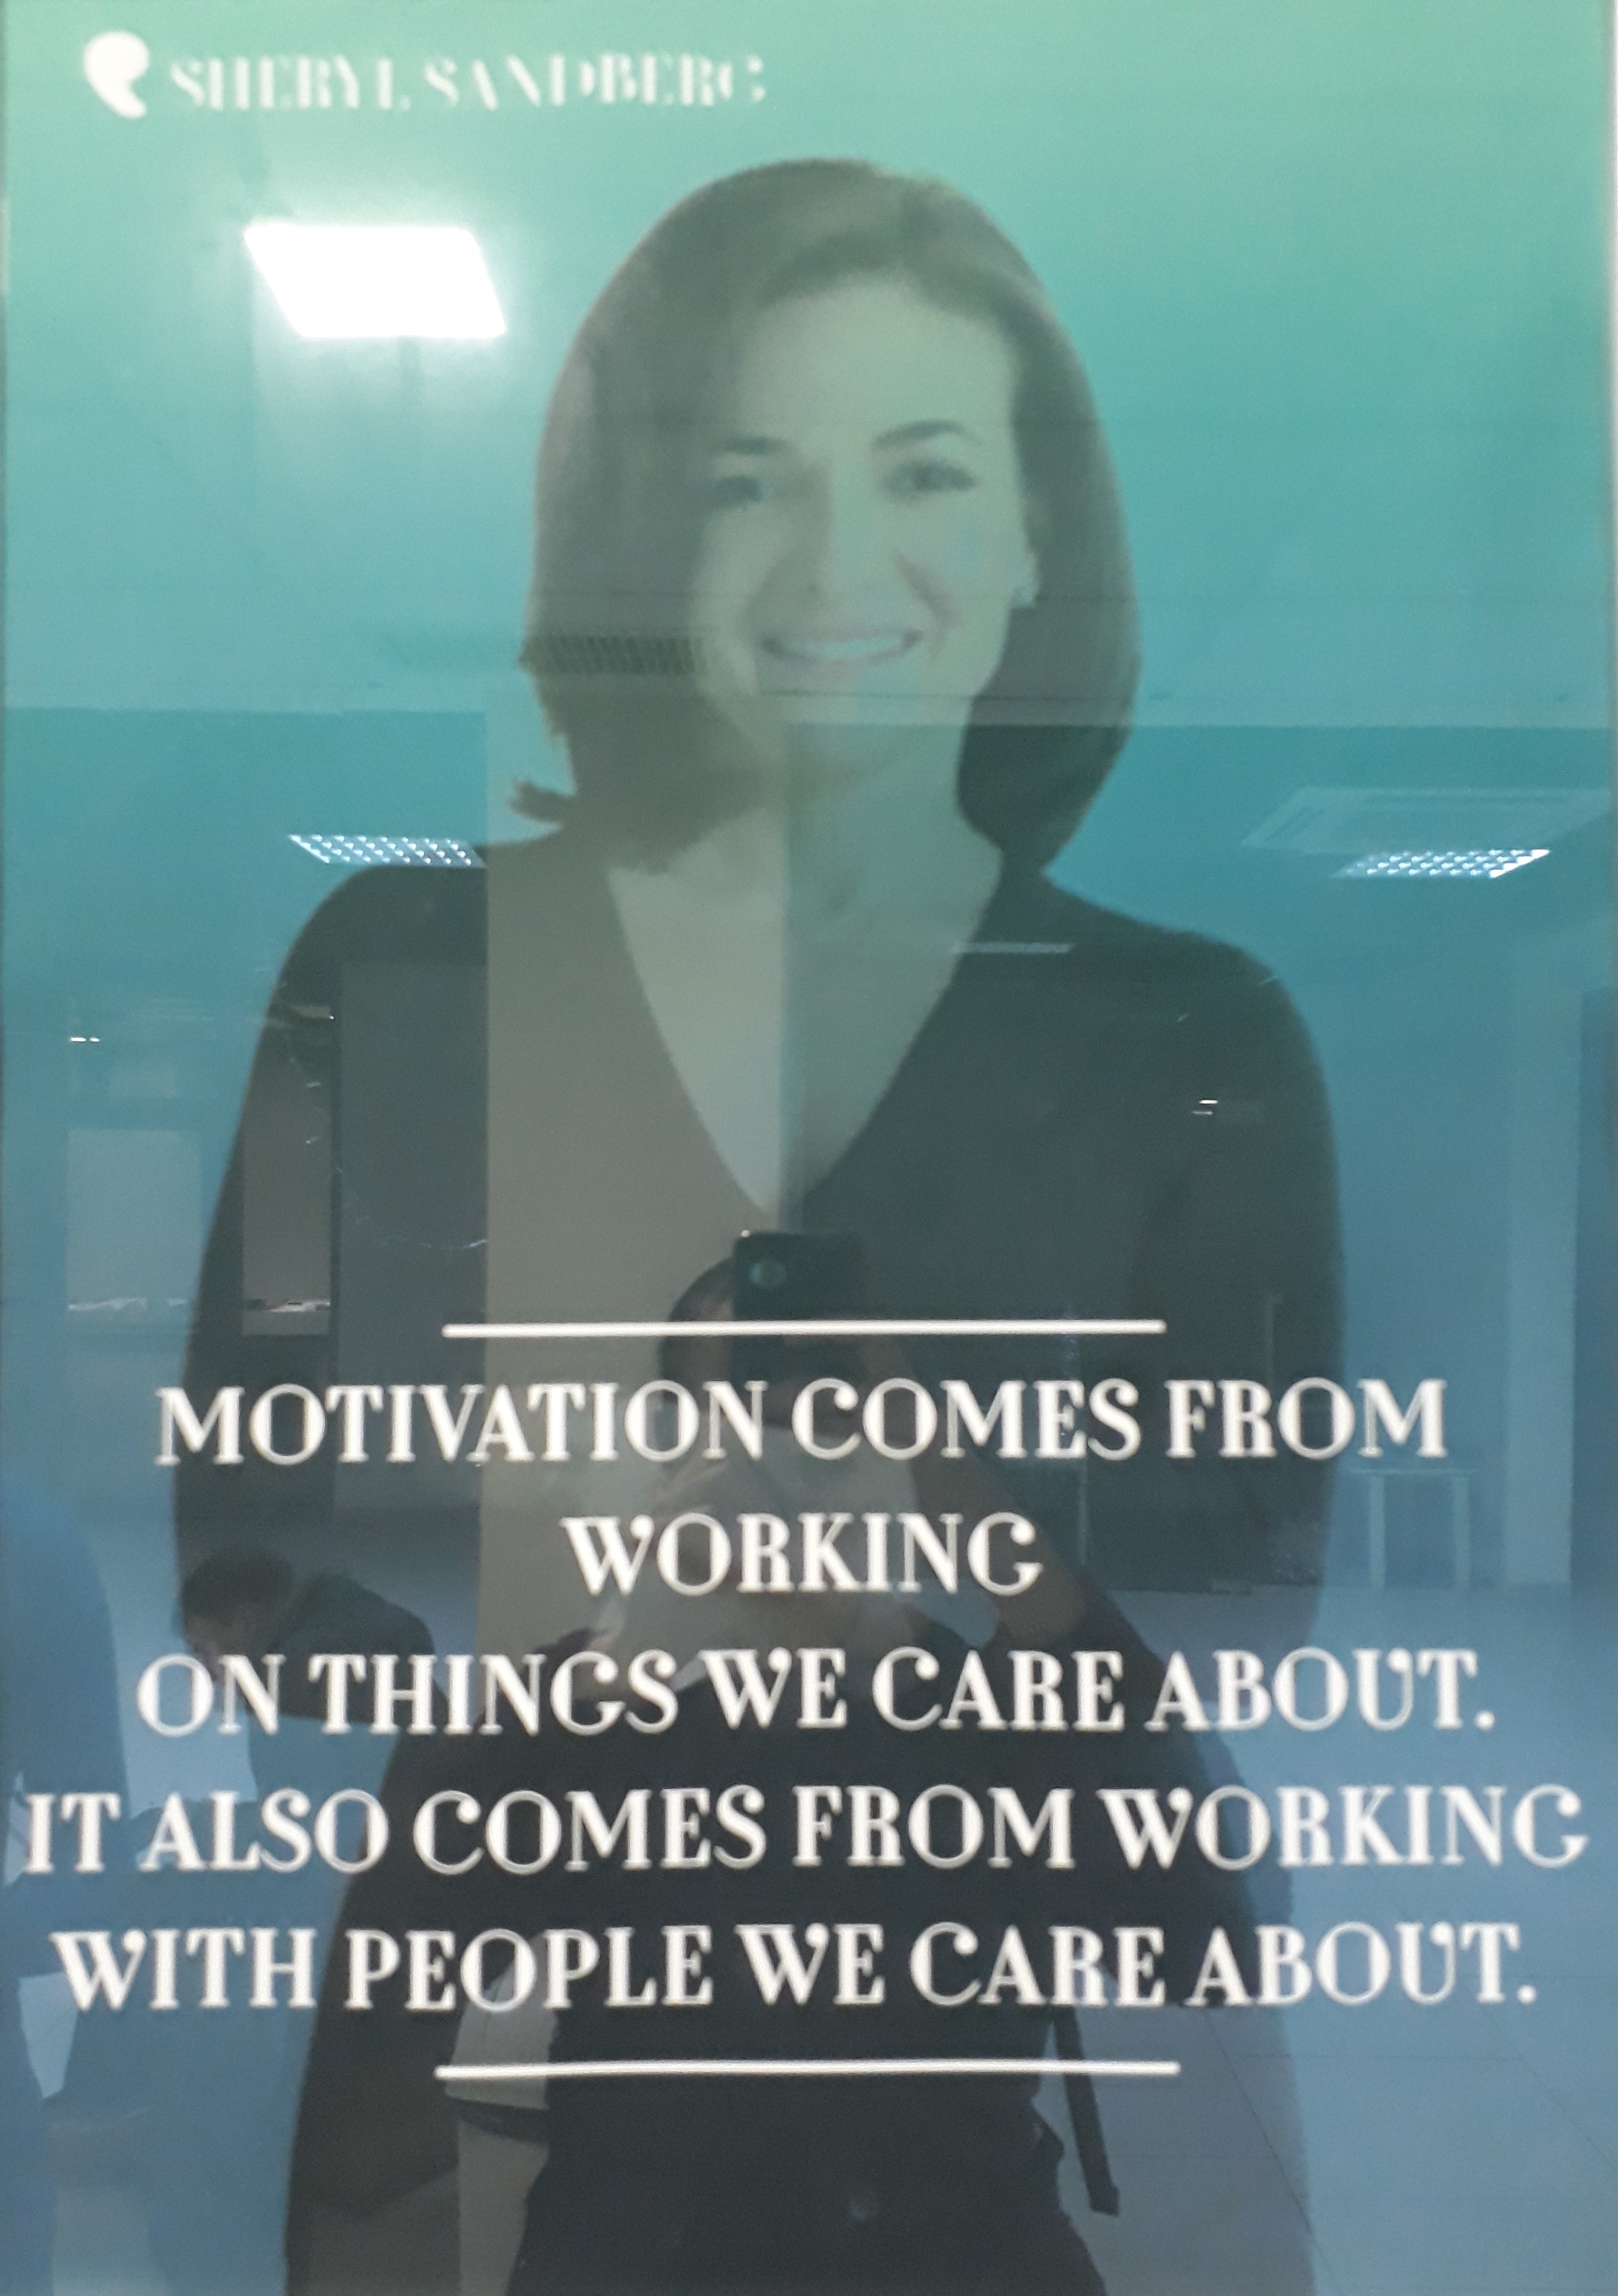 SHERYL SANDBERG
MOTIVATION COMES FROM
WORKING
ON THINGS WE CARE ABOUT.
IT ALSO COMES FROM WORKING
WITH PEOPLE WE CARE ABOUT.